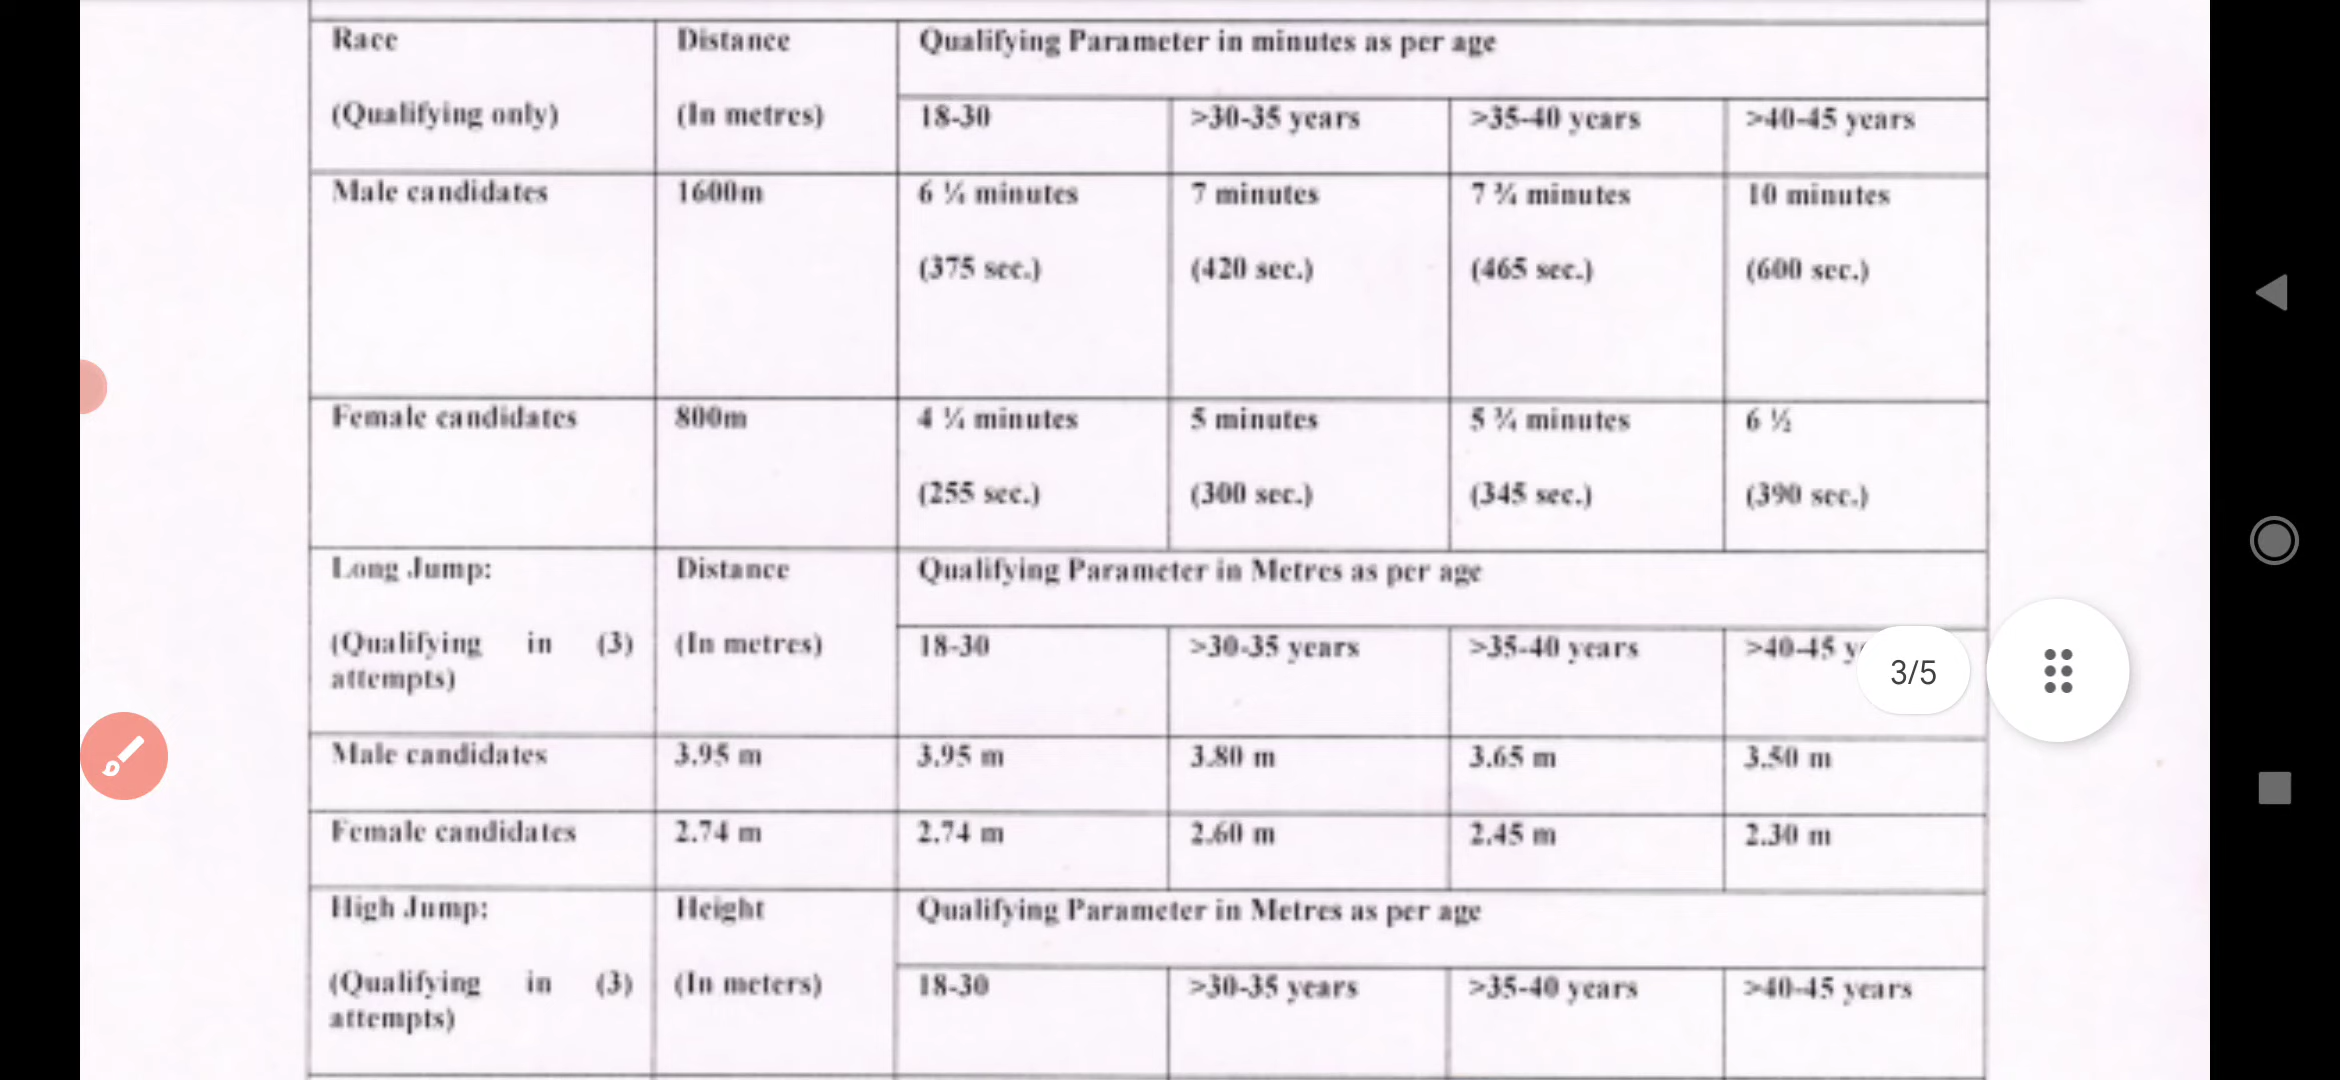 Race
Distance
Qualifying Parameter in minutes as per age
(Qualifying only)
(In metres)
18-30
>30-35 years
>35-40 years
>40-45 years
Male candidates
1600m
6 ¼ minutes
7 minutes
7 ¾ minutes
10 minutes
(375 sec.)
(420 sec.)
(465 sec.)
(600 sec.)
Female candidates
800m
4 ¼ minutes
5 minutes
5 ¾ minutes
6 ½
(255 sec.)
(300 sec.)
(345 sec.)
(390 sec.)
Long Jump:
Distance
Qualifying Parameter in Metres as per age
(Qualifying in (3)
attempts)
(In metres)
18-30
>30-35 years
>35-40 years
>40-45 y
3/5
Male candidates
3.95 m
3.95 m
3.80 m
3.65 m
3.50 m
Female candidates
2.74 m
2.74 m
2.60 m
2.45 m
2.30 m
High Jump:
Height
Qualifying Parameter in Metres as per age
(Qualifying in (3)
attempts)
(In meters)
18-30
>30-35 years
>35-40 years
>40-45 years